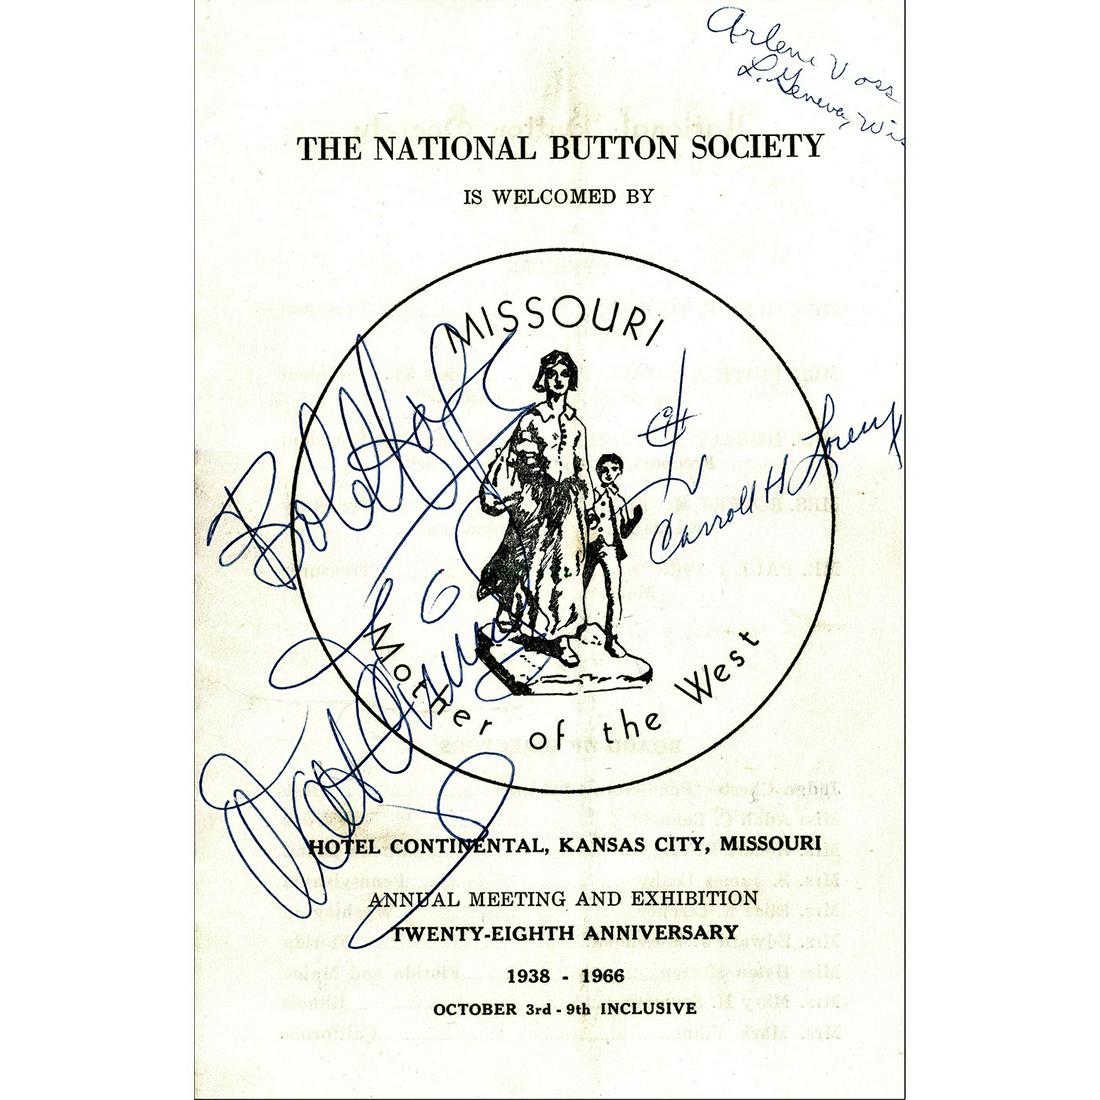 Arlene Voss
L. Geneva, Wis
THE NATIONAL BUTTON SOCIETY
IS WELCOMED BY
MISSOURI
Bob Hope
Carroll H Lorenz
Mother of the West
HOTEL CONTINENTAL, KANSAS CITY, MISSOURI
ANNUAL MEETING AND EXHIBITION
TWENTY-EIGHTH ANNIVERSARY
1938 - 1966
OCTOBER 3rd - 9th INCLUSIVE